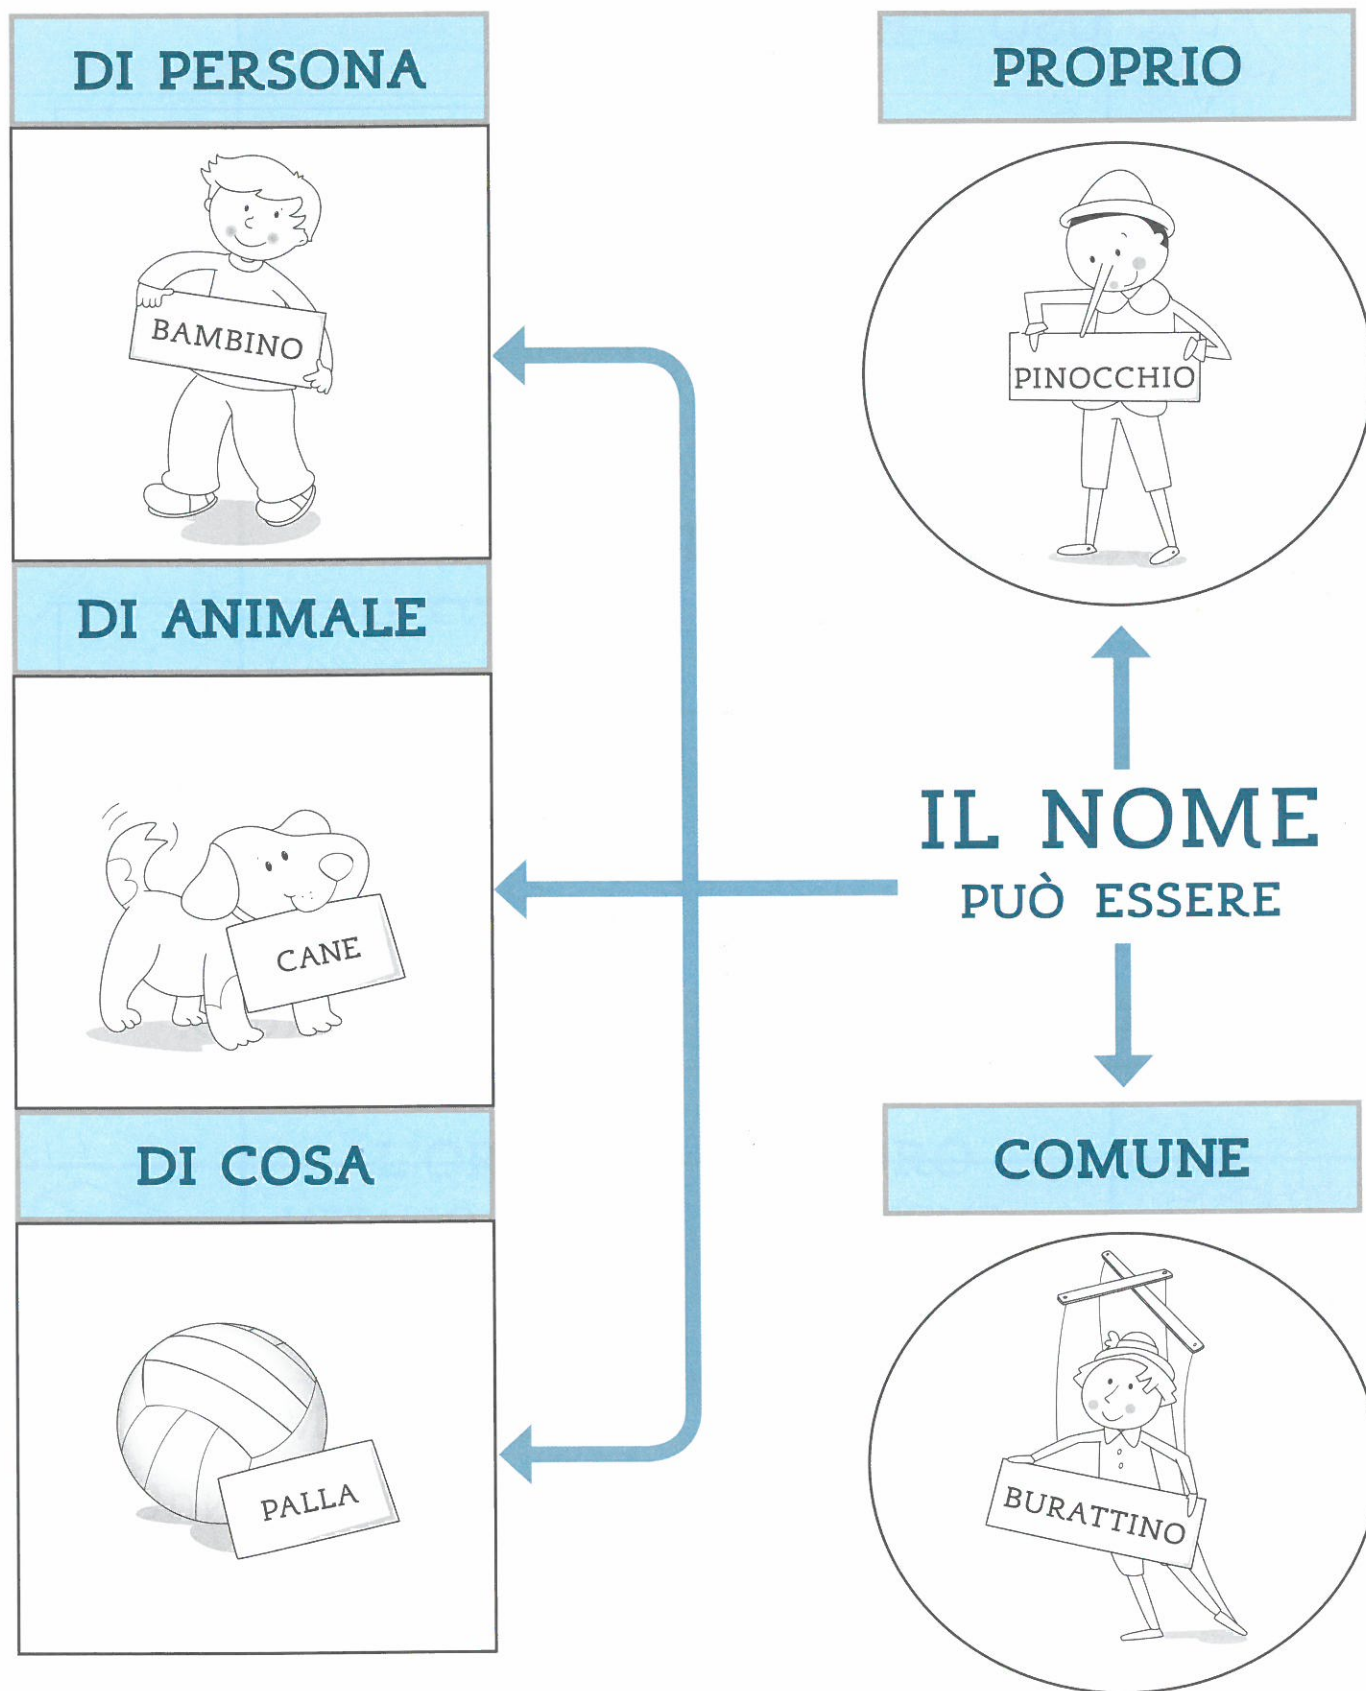 DI PERSONA
BAMBINO
DI ANIMALE
CANE
DI COSA
PALLA
PROPRIO
PINOCCHIO
IL NOME
PUÒ ESSERE
COMUNE
BURATTINO